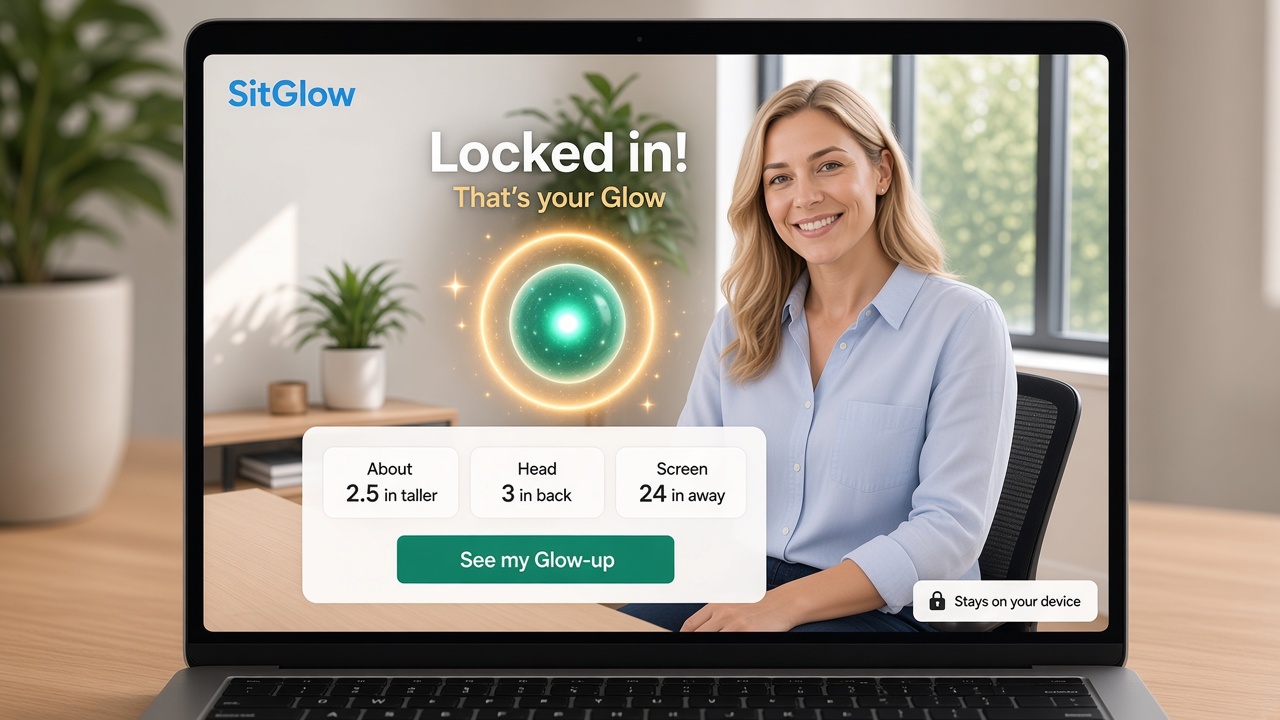 SitGlow
Locked in!
That's your Glow
About
2.5 in taller
Head
3 in back
Screen
24 in away
See my Glow-up
Stays on your device